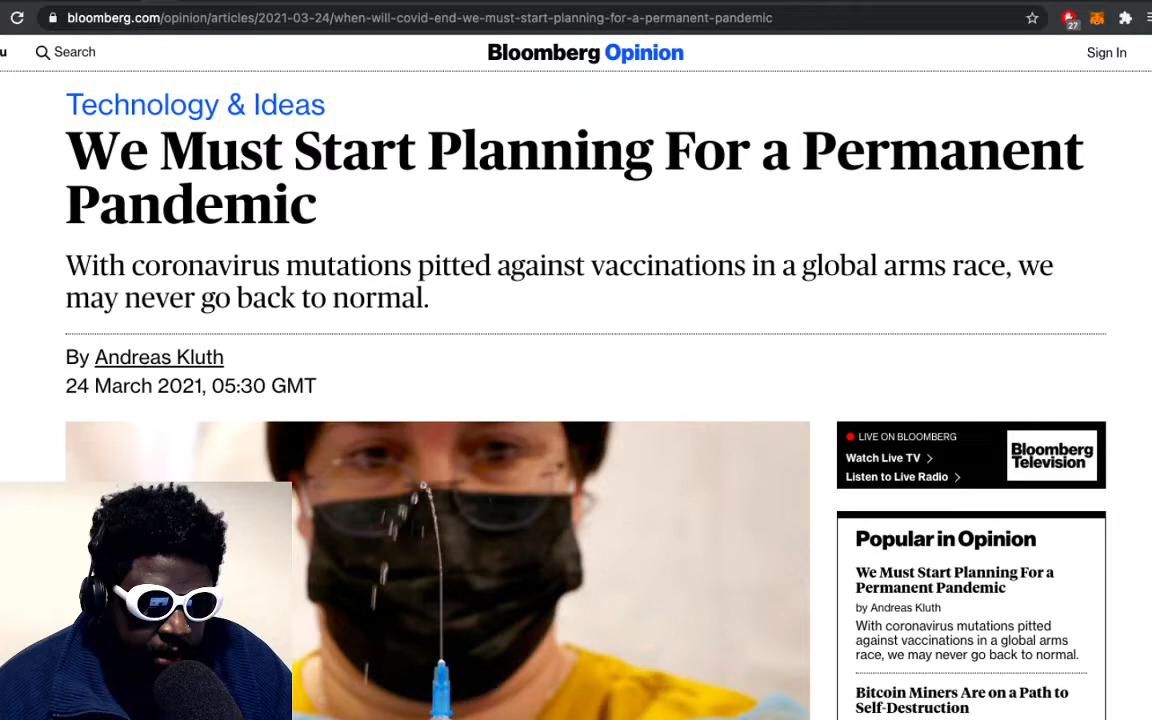 bloomberg.com/opinion/articles/2021-03-24/when-will-covid-end-we-must-start-planning-for-a-permanent-pandemic
27
u
Search
Bloomberg Opinion
Sign In
Technology & Ideas
We Must Start Planning For a Permanent
Pandemic
With coronavirus mutations pitted against vaccinations in a global arms race, we
may never go back to normal.
By Andreas Kluth
24 March 2021, 05:30 GMT
LIVE ON BLOOMBERG
Watch Live TV
Listen to Live Radio
Bloomberg
Television
Popular in Opinion
We Must Start Planning For a
Permanent Pandemic
by Andreas Kluth
With coronavirus mutations pitted
against vaccinations in a global arms
race, we may never go back to normal.
Bitcoin Miners Are on a Path to
Self-Destruction